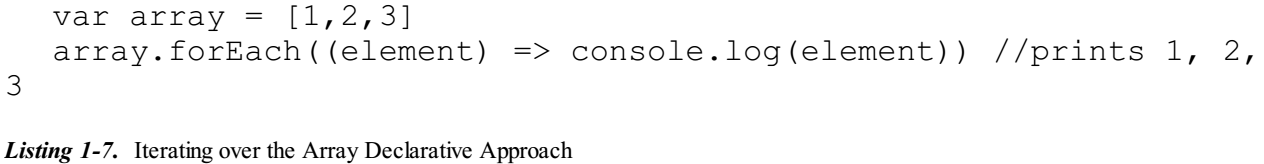 var array = [1,2,3]
array.forEach((element) => console.log(element)) //prints 1, 2,
3
Listing 1-7. Iterating over the Array Declarative Approach